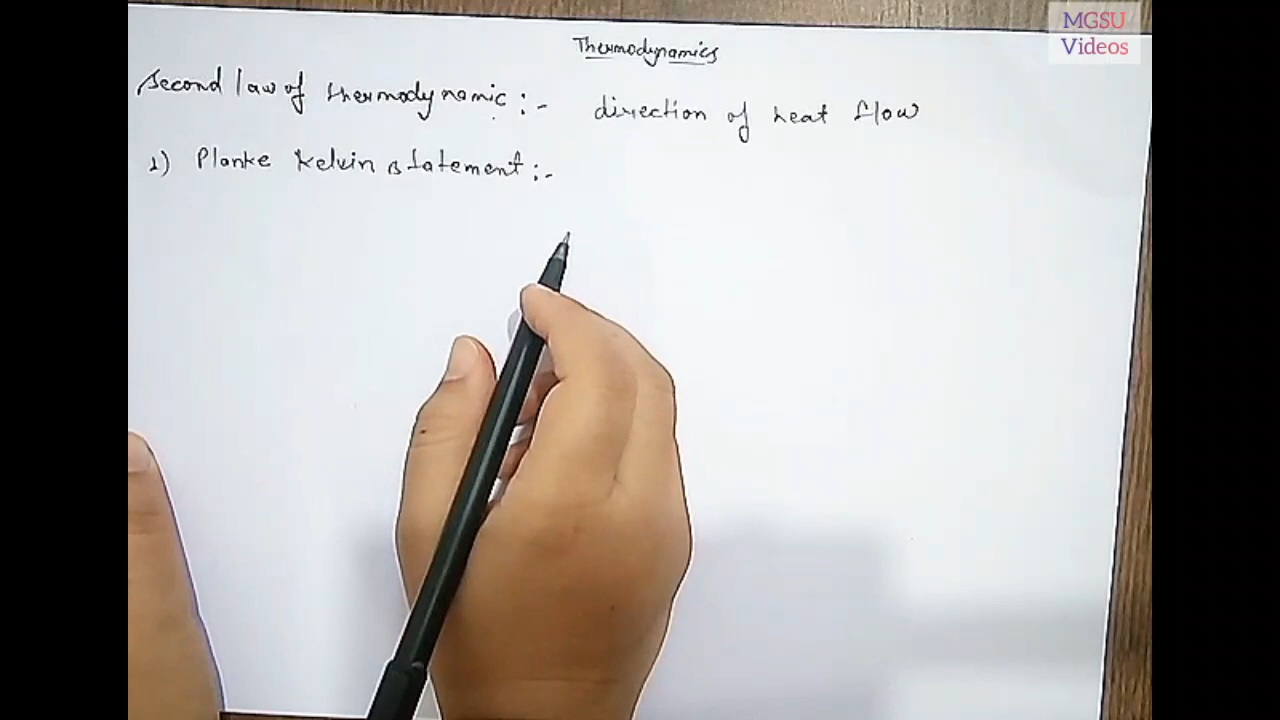 MGSU
Videos
Thermodynamics
Second law of thermodynamic :- direction of heat flow
1) Planke Kelvin statement :-